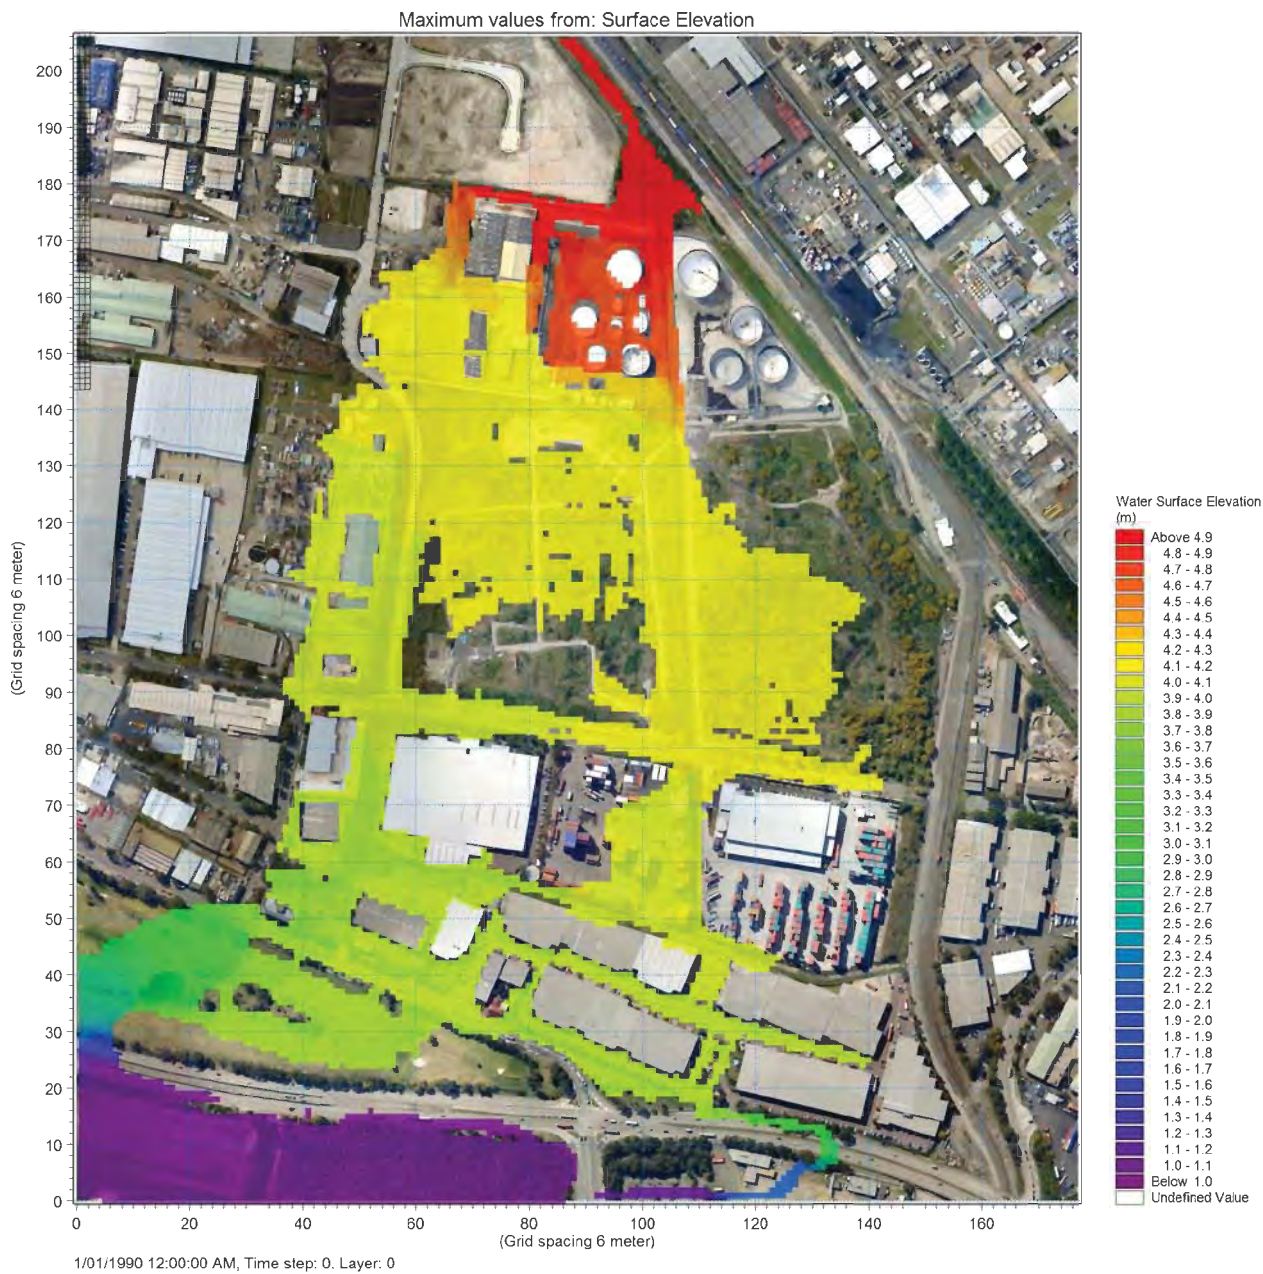 Maximum values from: Surface Elevation
200
190
180
170
160
150
140
130
120
110
100
90
80
70
60
50
40
30
20
10
0
(Grid spacing 6 meter)
0 20 40 60 80 100 120 140 160
(Grid spacing 6 meter)
Water Surface Elevation
(m)
Above 4.9
4.8 - 4.9
4.7 - 4.8
4.6 - 4.7
4.5 - 4.6
4.4 - 4.5
4.3 - 4.4
4.2 - 4.3
4.1 - 4.2
4.0 - 4.1
3.9 - 4.0
3.8 - 3.9
3.7 - 3.8
3.6 - 3.7
3.5 - 3.6
3.4 - 3.5
3.3 - 3.4
3.2 - 3.3
3.1 - 3.2
3.0 - 3.1
2.9 - 3.0
2.8 - 2.9
2.7 - 2.8
2.6 - 2.7
2.5 - 2.6
2.4 - 2.5
2.3 - 2.4
2.2 - 2.3
2.1 - 2.2
2.0 - 2.1
1.9 - 2.0
1.8 - 1.9
1.7 - 1.8
1.6 - 1.7
1.5 - 1.6
1.4 - 1.5
1.3 - 1.4
1.2 - 1.3
1.1 - 1.2
1.0 - 1.1
Below 1.0
Undefined Value
1/01/1990 12:00:00 AM, Time step: 0. Layer: 0